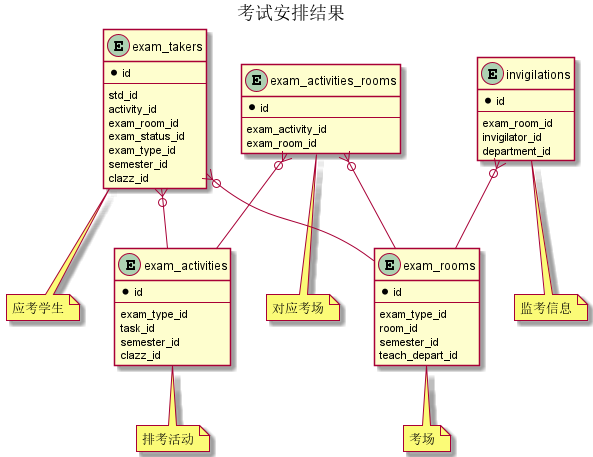 考试安排结果
E exam_takers
id
std_id
activity_id
exam_room_id
exam_status_id
exam_type_id
semester_id
clazz_id
E exam_activities_rooms
id
exam_activity_id
exam_room_id
E invigilations
id
exam_room_id
invigilator_id
department_id
应考学生
E exam_activities
id
exam_type_id
task_id
semester_id
clazz_id
对应考场
E exam_rooms
id
exam_type_id
room_id
semester_id
teach_depart_id
监考信息
排考活动
考场